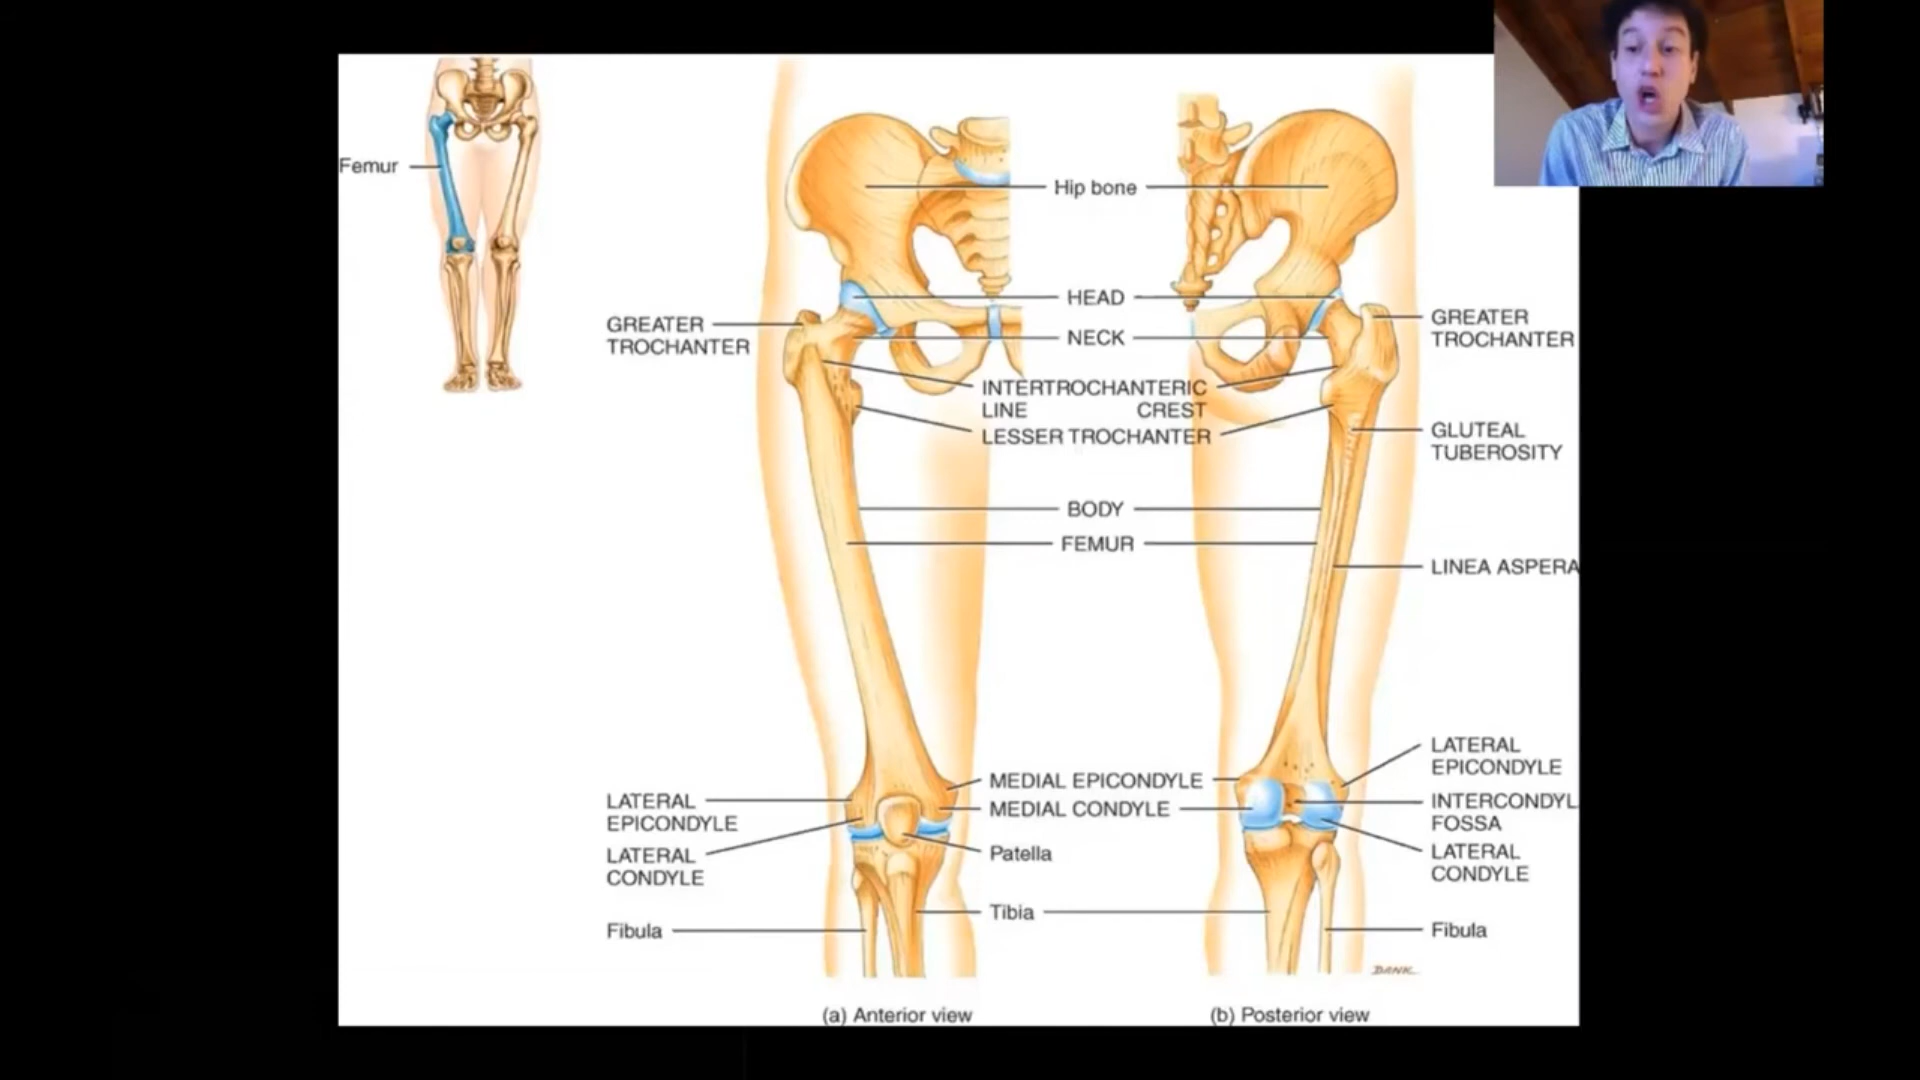 Femur
Hip bone
HEAD
GREATER
TROCHANTER
NECK
GREATER
TROCHANTER
INTERTROCHANTERIC
LINE CREST
LESSER TROCHANTER
GLUTEAL
TUBEROSITY
BODY
FEMUR
LINEA ASPERA
LATERAL
EPICONDYLE
MEDIAL EPICONDYLE
LATERAL
EPICONDYLE
MEDIAL CONDYLE
INTERCONDYL
FOSSA
LATERAL
CONDYLE
Patella
LATERAL
CONDYLE
Tibia
Fibula
Fibula
DANK
(a) Anterior view
(b) Posterior view